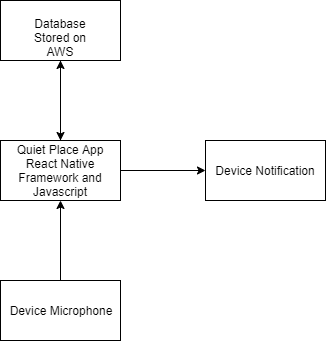 Database
Stored on
AWS
Quiet Place App
React Native
Framework and
Javascript
Device Notification
Device Microphone